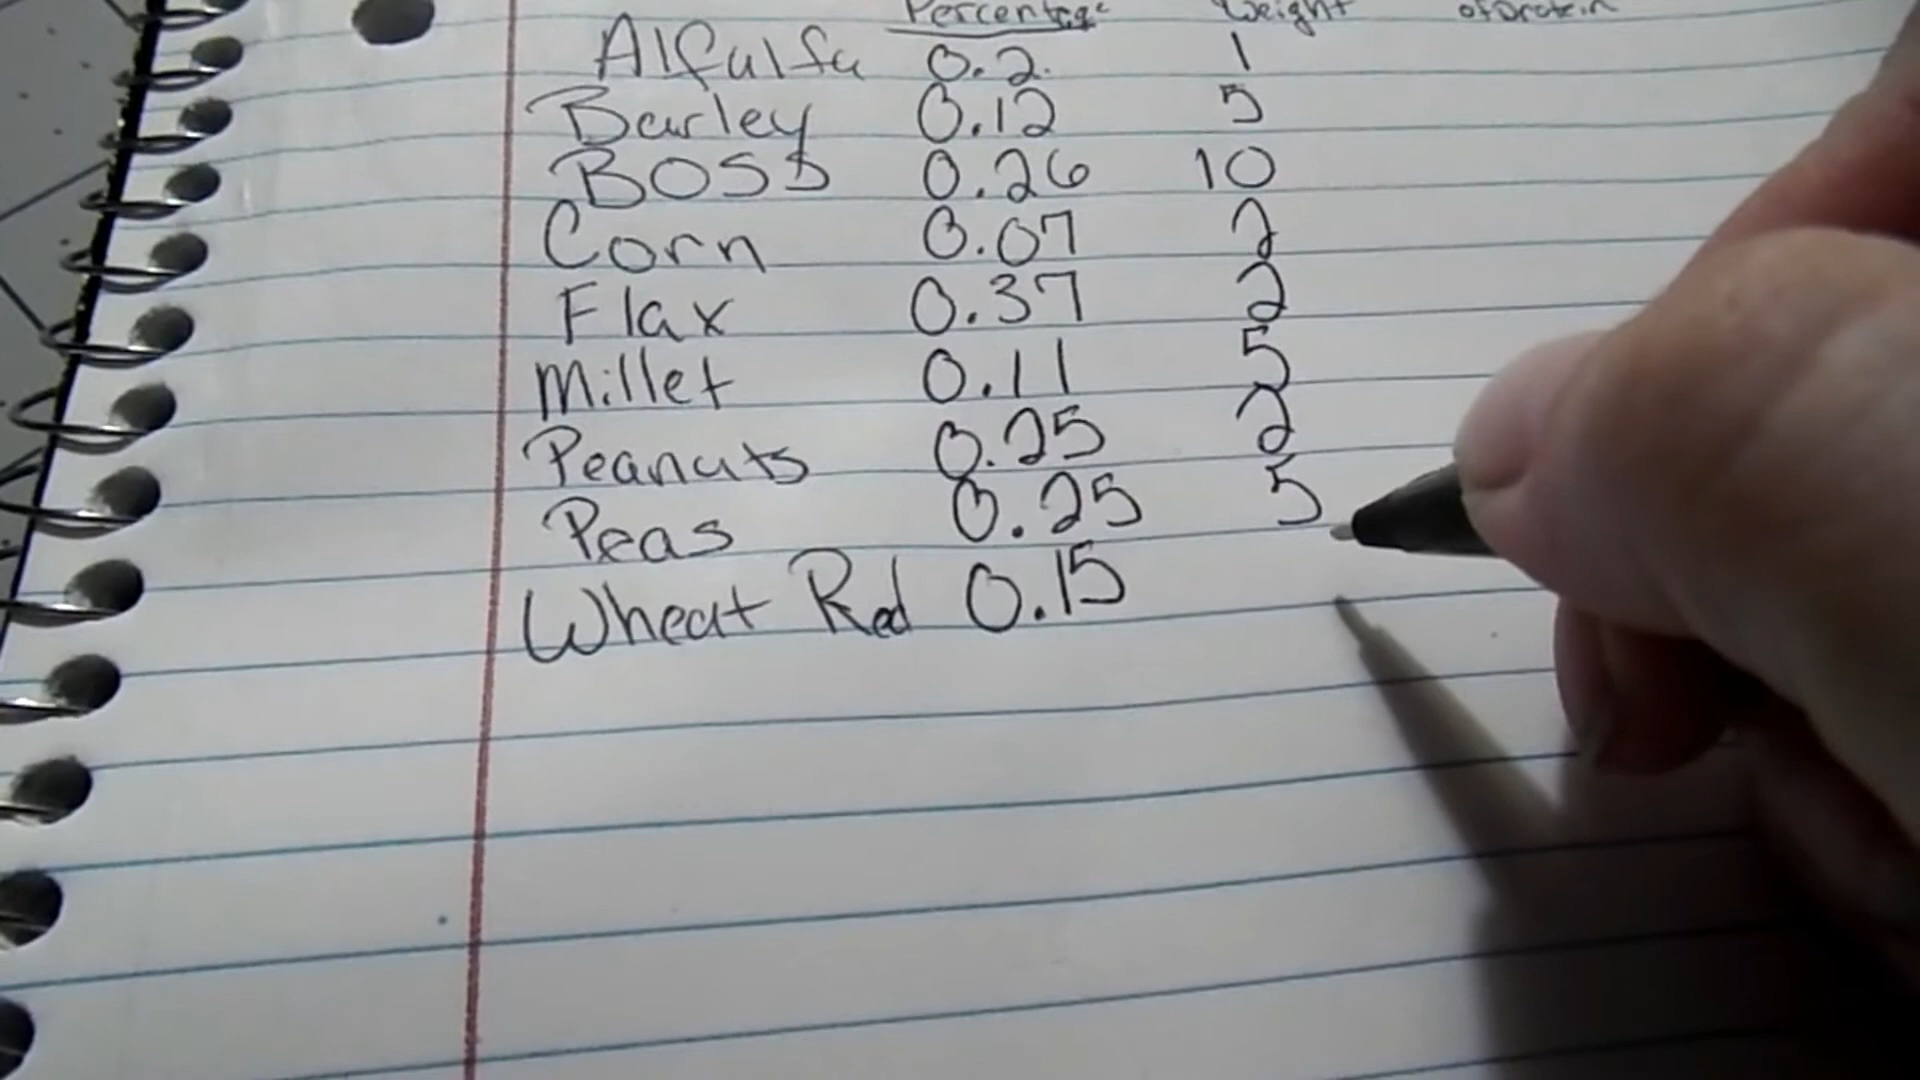 Percentage Weight of Protein
Alfulfa 0.2 1
Barley 0.12 5
BOSS 0.26 10
Corn 0.07 2
Flax 0.37 2
Millet 0.11 5
Peanuts 0.25 2
Peas 0.25 5
Wheat Red 0.15